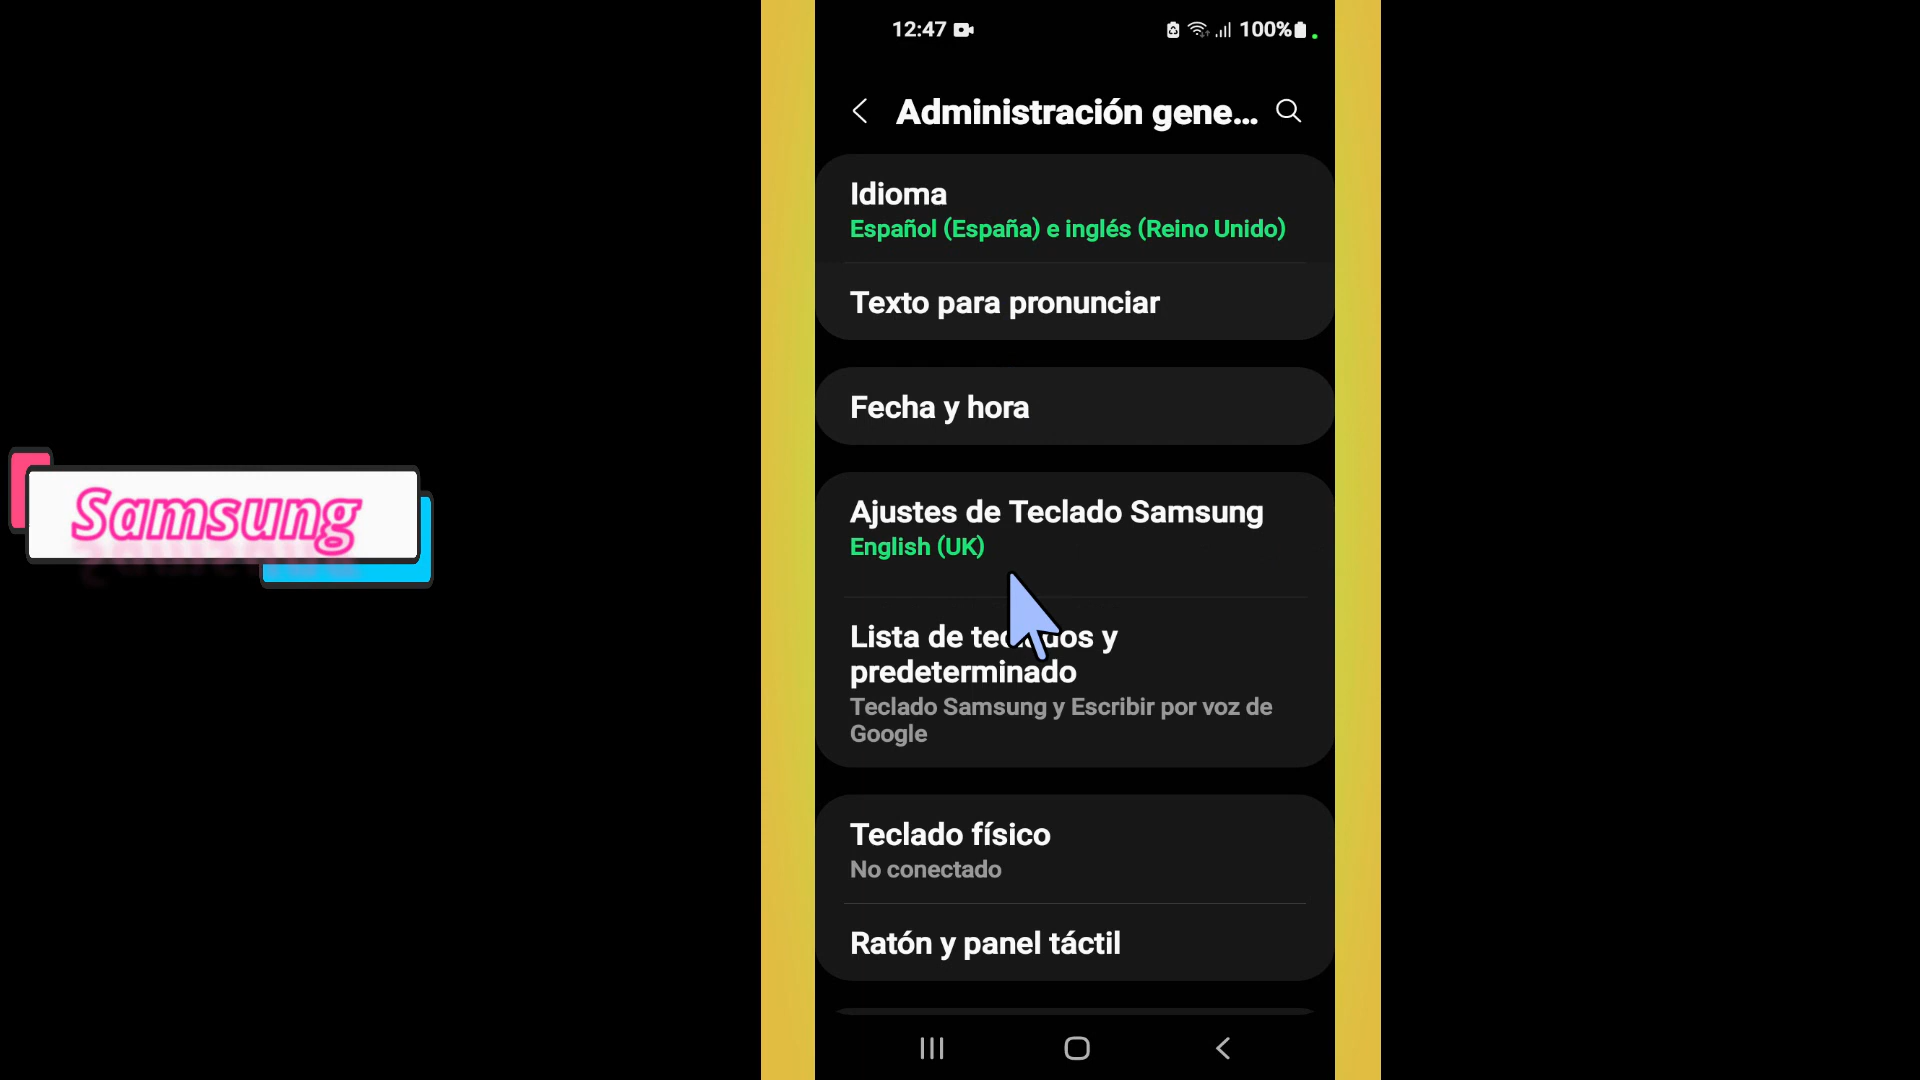 12:47
100%
Administración gene...
Idioma
Español (España) e inglés (Reino Unido)
Texto para pronunciar
Fecha y hora
Ajustes de Teclado Samsung
English (UK)
Lista de teclados y
predeterminado
Teclado Samsung y Escribir por voz de
Google
Teclado físico
No conectado
Ratón y panel táctil
Samsung